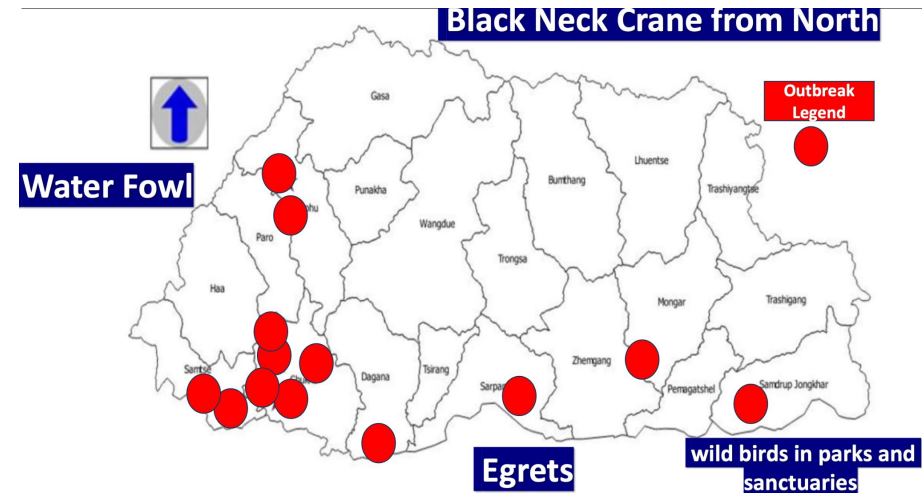 Black Neck Crane from North
Outbreak
Legend
Gasa
Water Fowl
Punakha
Bumthang
Lhuentse
Trashiyangtse
Wangdue
Paro
Trongsa
Haa
Mongar
Trashigang
Samtse
Dagana
Tsirang
Sarpan
Zhemgang
Pemagatshel
Samdrup Jongkhar
Egrets
wild birds in parks and
sanctuaries